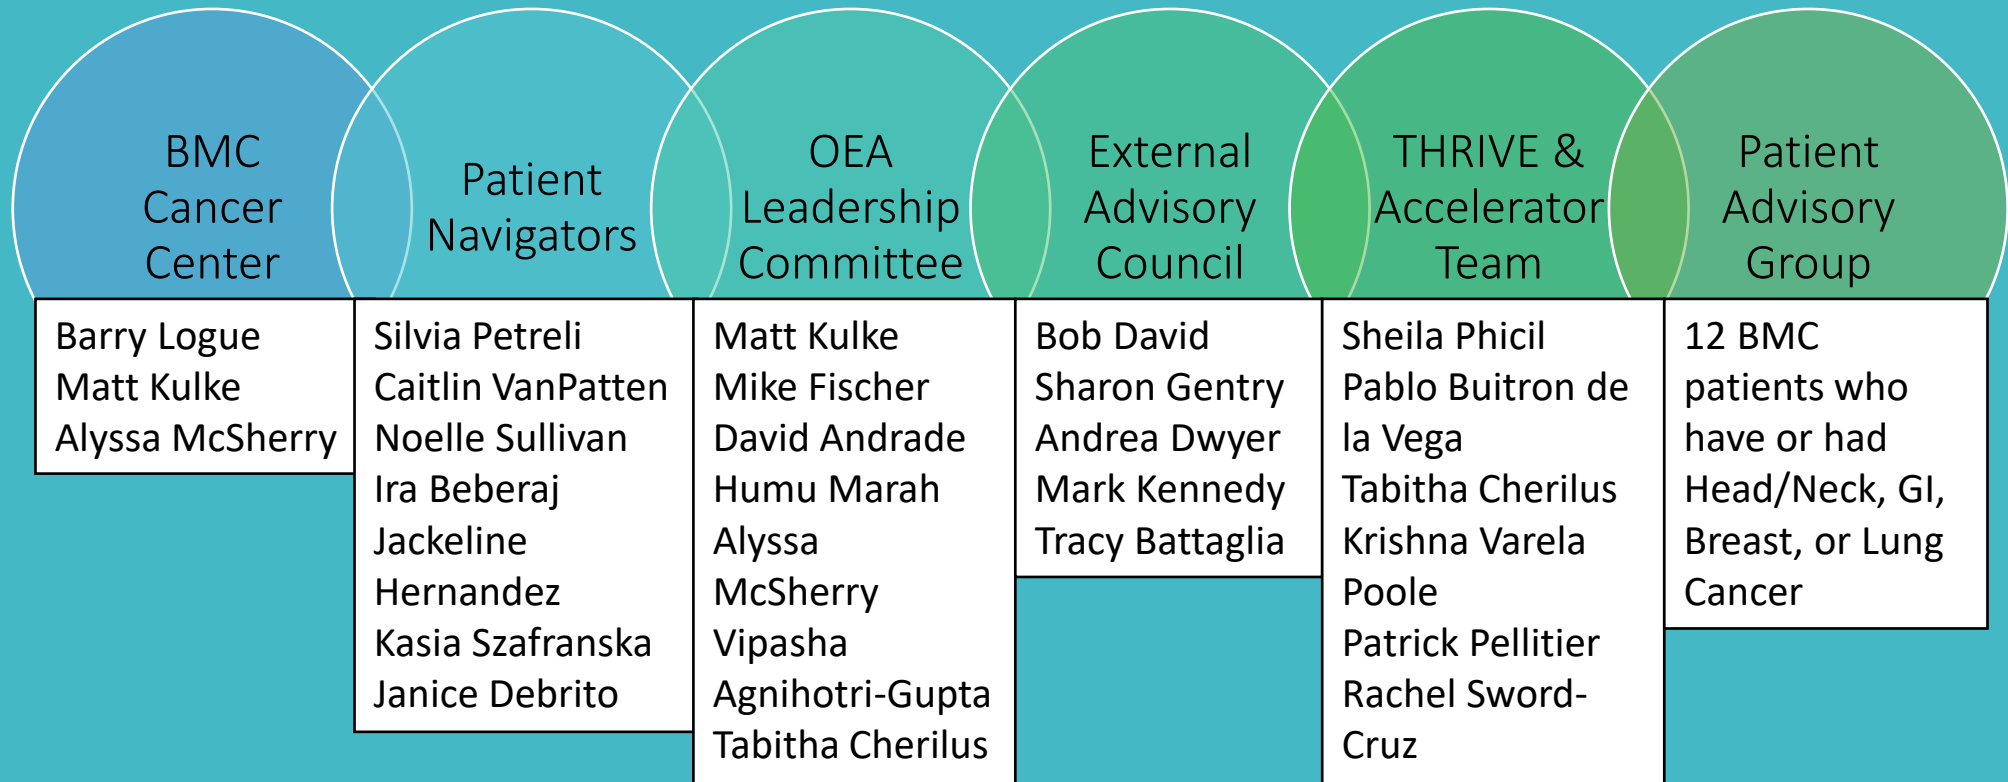 BMC
Cancer
Center
Patient
Navigators
OEA
Leadership
Committee
External
Advisory
Council
THRIVE &
Accelerator
Team
Patient
Advisory
Group
Barry Logue
Matt Kulke
Alyssa McSherry
Silvia Petreli
Caitlin VanPatten
Noelle Sullivan
Ira Beberaj
Jackeline
Hernandez
Kasia Szafranska
Janice Debrito
Matt Kulke
Mike Fischer
David Andrade
Humu Marah
Alyssa
McSherry
Vipasha
Agnihotri-Gupta
Tabitha Cherilus
Bob David
Sharon Gentry
Andrea Dwyer
Mark Kennedy
Tracy Battaglia
Sheila Phicil
Pablo Buitron de
la Vega
Tabitha Cherilus
Krishna Varela
Poole
Patrick Pellitier
Rachel Sword-
Cruz
12 BMC
patients who
have or had
Head/Neck, GI,
Breast, or Lung
Cancer